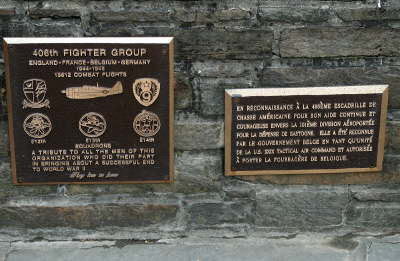 406th FIGHTER GROUP
ENGLAND-FRANCE-BELGIUM-GERMANY
1944-1945
13612 COMBAT FLIGHTS
512TH 513TH 514TH
SQUADRONS
A TRIBUTE TO ALL THE MEN OF THIS
ORGANIZATION WHO DID THEIR PART
IN BRINGING ABOUT A SUCCESSFUL END
TO WORLD WAR II
EN RECONNAISSANCE À LA 406ÈME ESCADRILLE DE
CHASSE AMÉRICAINE POUR SON AIDE CONTINUE ET
COURAGEUSE ENVERS LA 101ÈME DIVISION AÉROPORTÉE
POUR LA DÉFENSE DE BASTOGNE. ELLE A ÉTÉ RECONNUE
PAR LE GOUVERNEMENT BELGE EN TANT QU'UNITÉ
DE LA U.S. XIXX TACTICAL AIR COMMAND ET AUTORISÉE
À PORTER LA FOURRAGÈRE DE BELGIQUE.